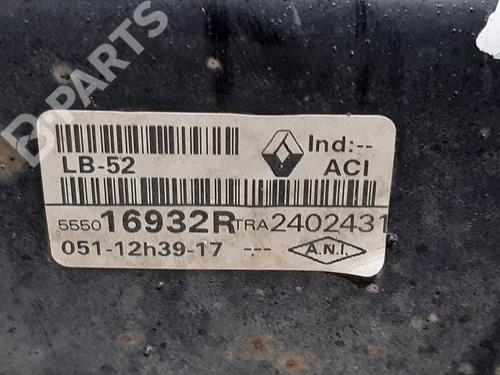 B-PARTS
Ind:--
LB-52
ACI
555016932R TRA2402431
051-12h39-17 ---
A.N.I.